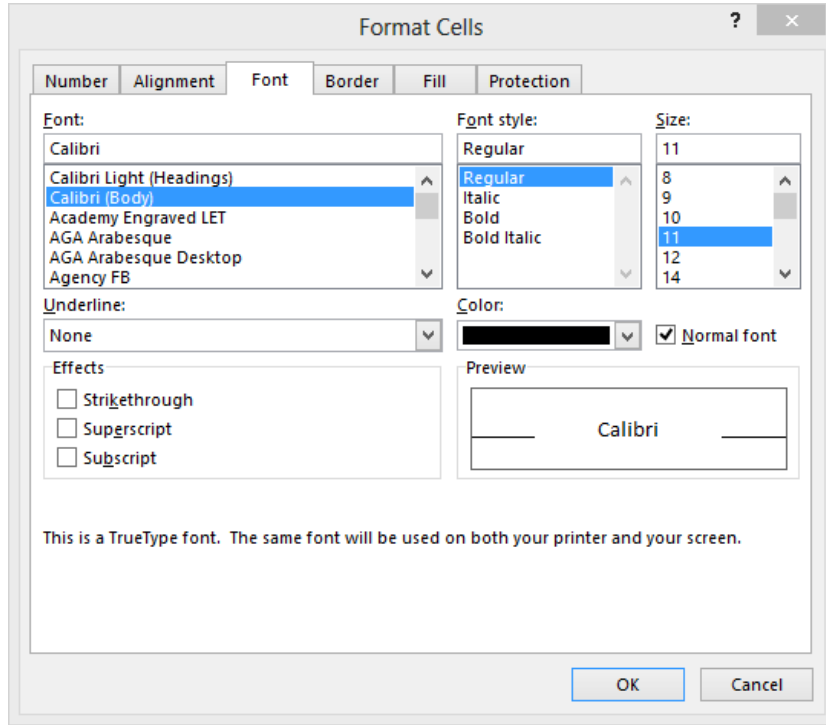 Format Cells
?
Number Alignment Font Border Fill Protection
Font: Font style: Size:
Calibri Regular 11
Calibri Light (Headings) Regular 8
Calibri (Body) Italic 9
Academy Engraved LET Bold 10
AGA Arabesque Bold Italic 11
AGA Arabesque Desktop 12
Agency FB 14
Underline: Color:
None Normal font
Effects Preview
Strikethrough
Superscript Calibri
Subscript
This is a TrueType font.  The same font will be used on both your printer and your screen.
OK Cancel